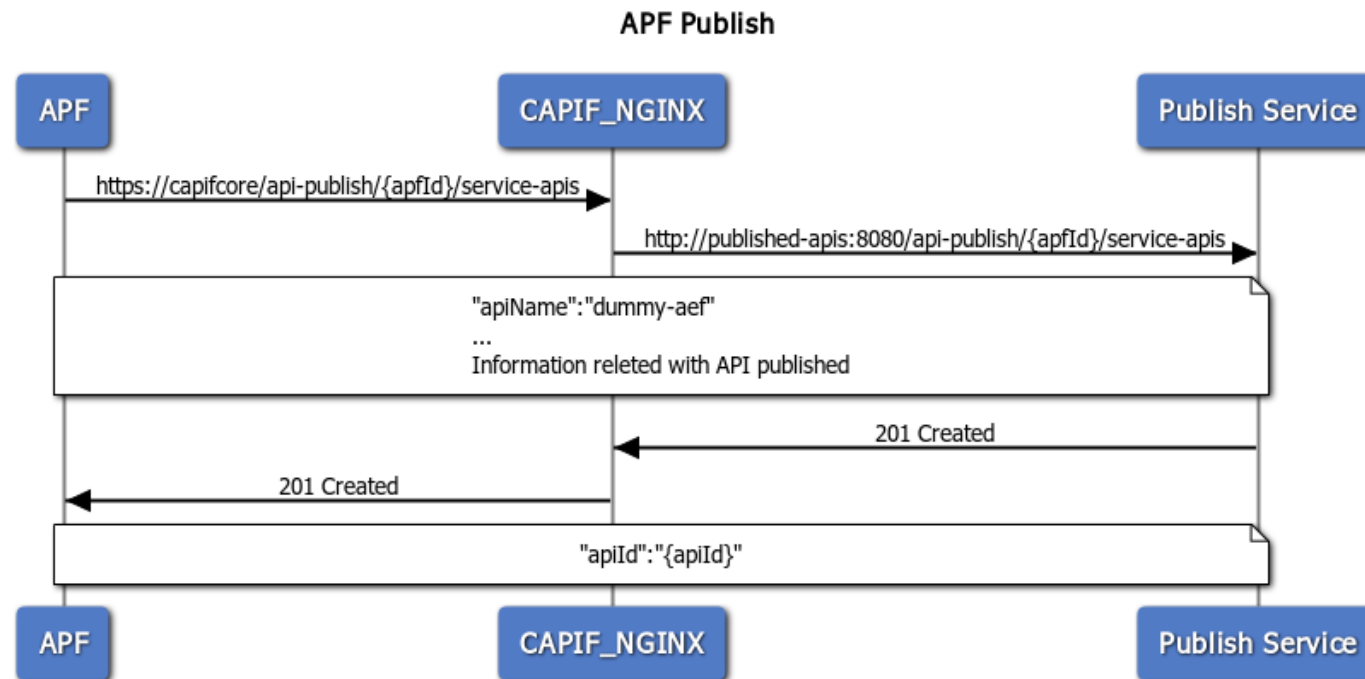 APF Publish
APF
CAPIF_NGINX
Publish Service
https://capifcore/api-publish/{apfId}/service-apis
http://published-apis:8080/api-publish/{apfId}/service-apis
"apiName":"dummy-aef"
...
Information releted with API published
201 Created
201 Created
"apiId":"{apiId}"
APF
CAPIF_NGINX
Publish Service